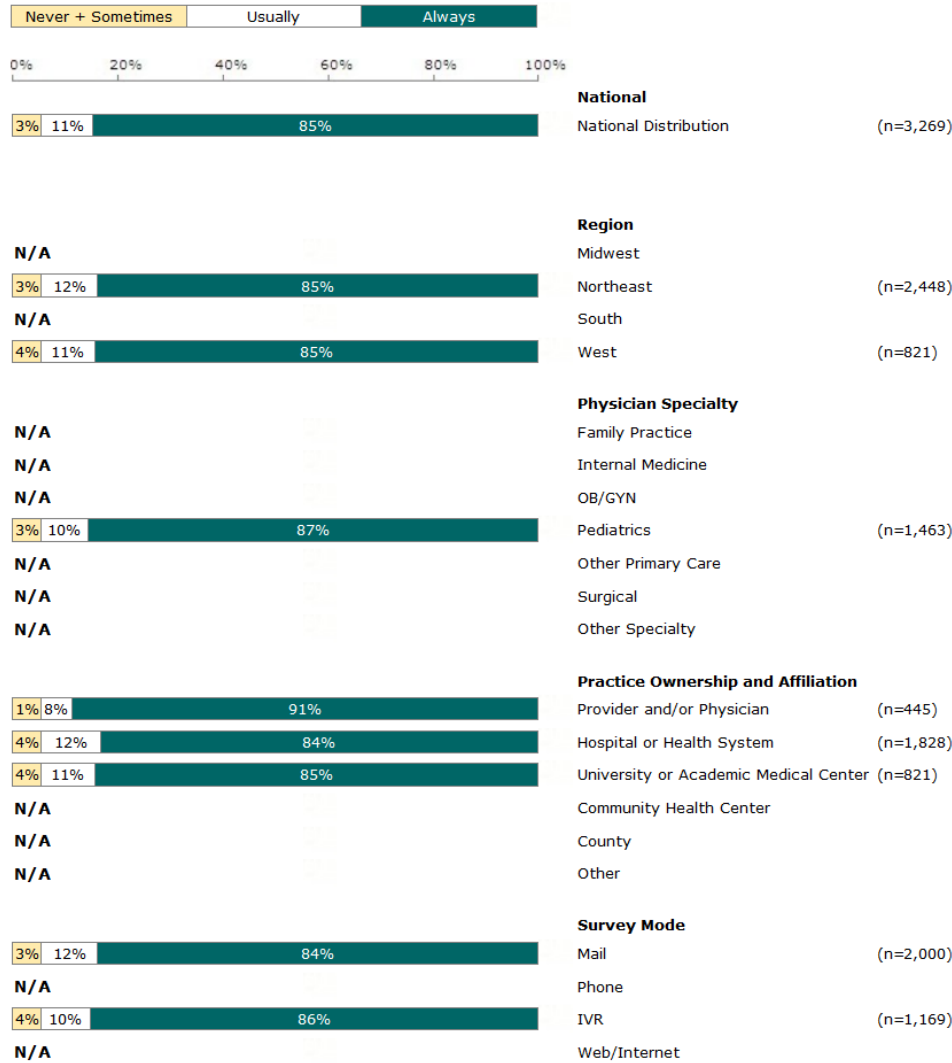 Never + Sometimes Usually Always
0% 20% 40% 60% 80% 100%
National
3% 11% 85% National Distribution (n=3,269)
Region
N/A Midwest
3% 12% 85% Northeast (n=2,448)
N/A South
4% 11% 85% West (n=821)
Physician Specialty
N/A Family Practice
N/A Internal Medicine
N/A OB/GYN
3% 10% 87% Pediatrics (n=1,463)
N/A Other Primary Care
N/A Surgical
N/A Other Specialty
Practice Ownership and Affiliation
1% 8% 91% Provider and/or Physician (n=445)
4% 12% 84% Hospital or Health System (n=1,828)
4% 11% 85% University or Academic Medical Center (n=821)
N/A Community Health Center
N/A County
N/A Other
Survey Mode
3% 12% 84% Mail (n=2,000)
N/A Phone
4% 10% 86% IVR (n=1,169)
N/A Web/Internet